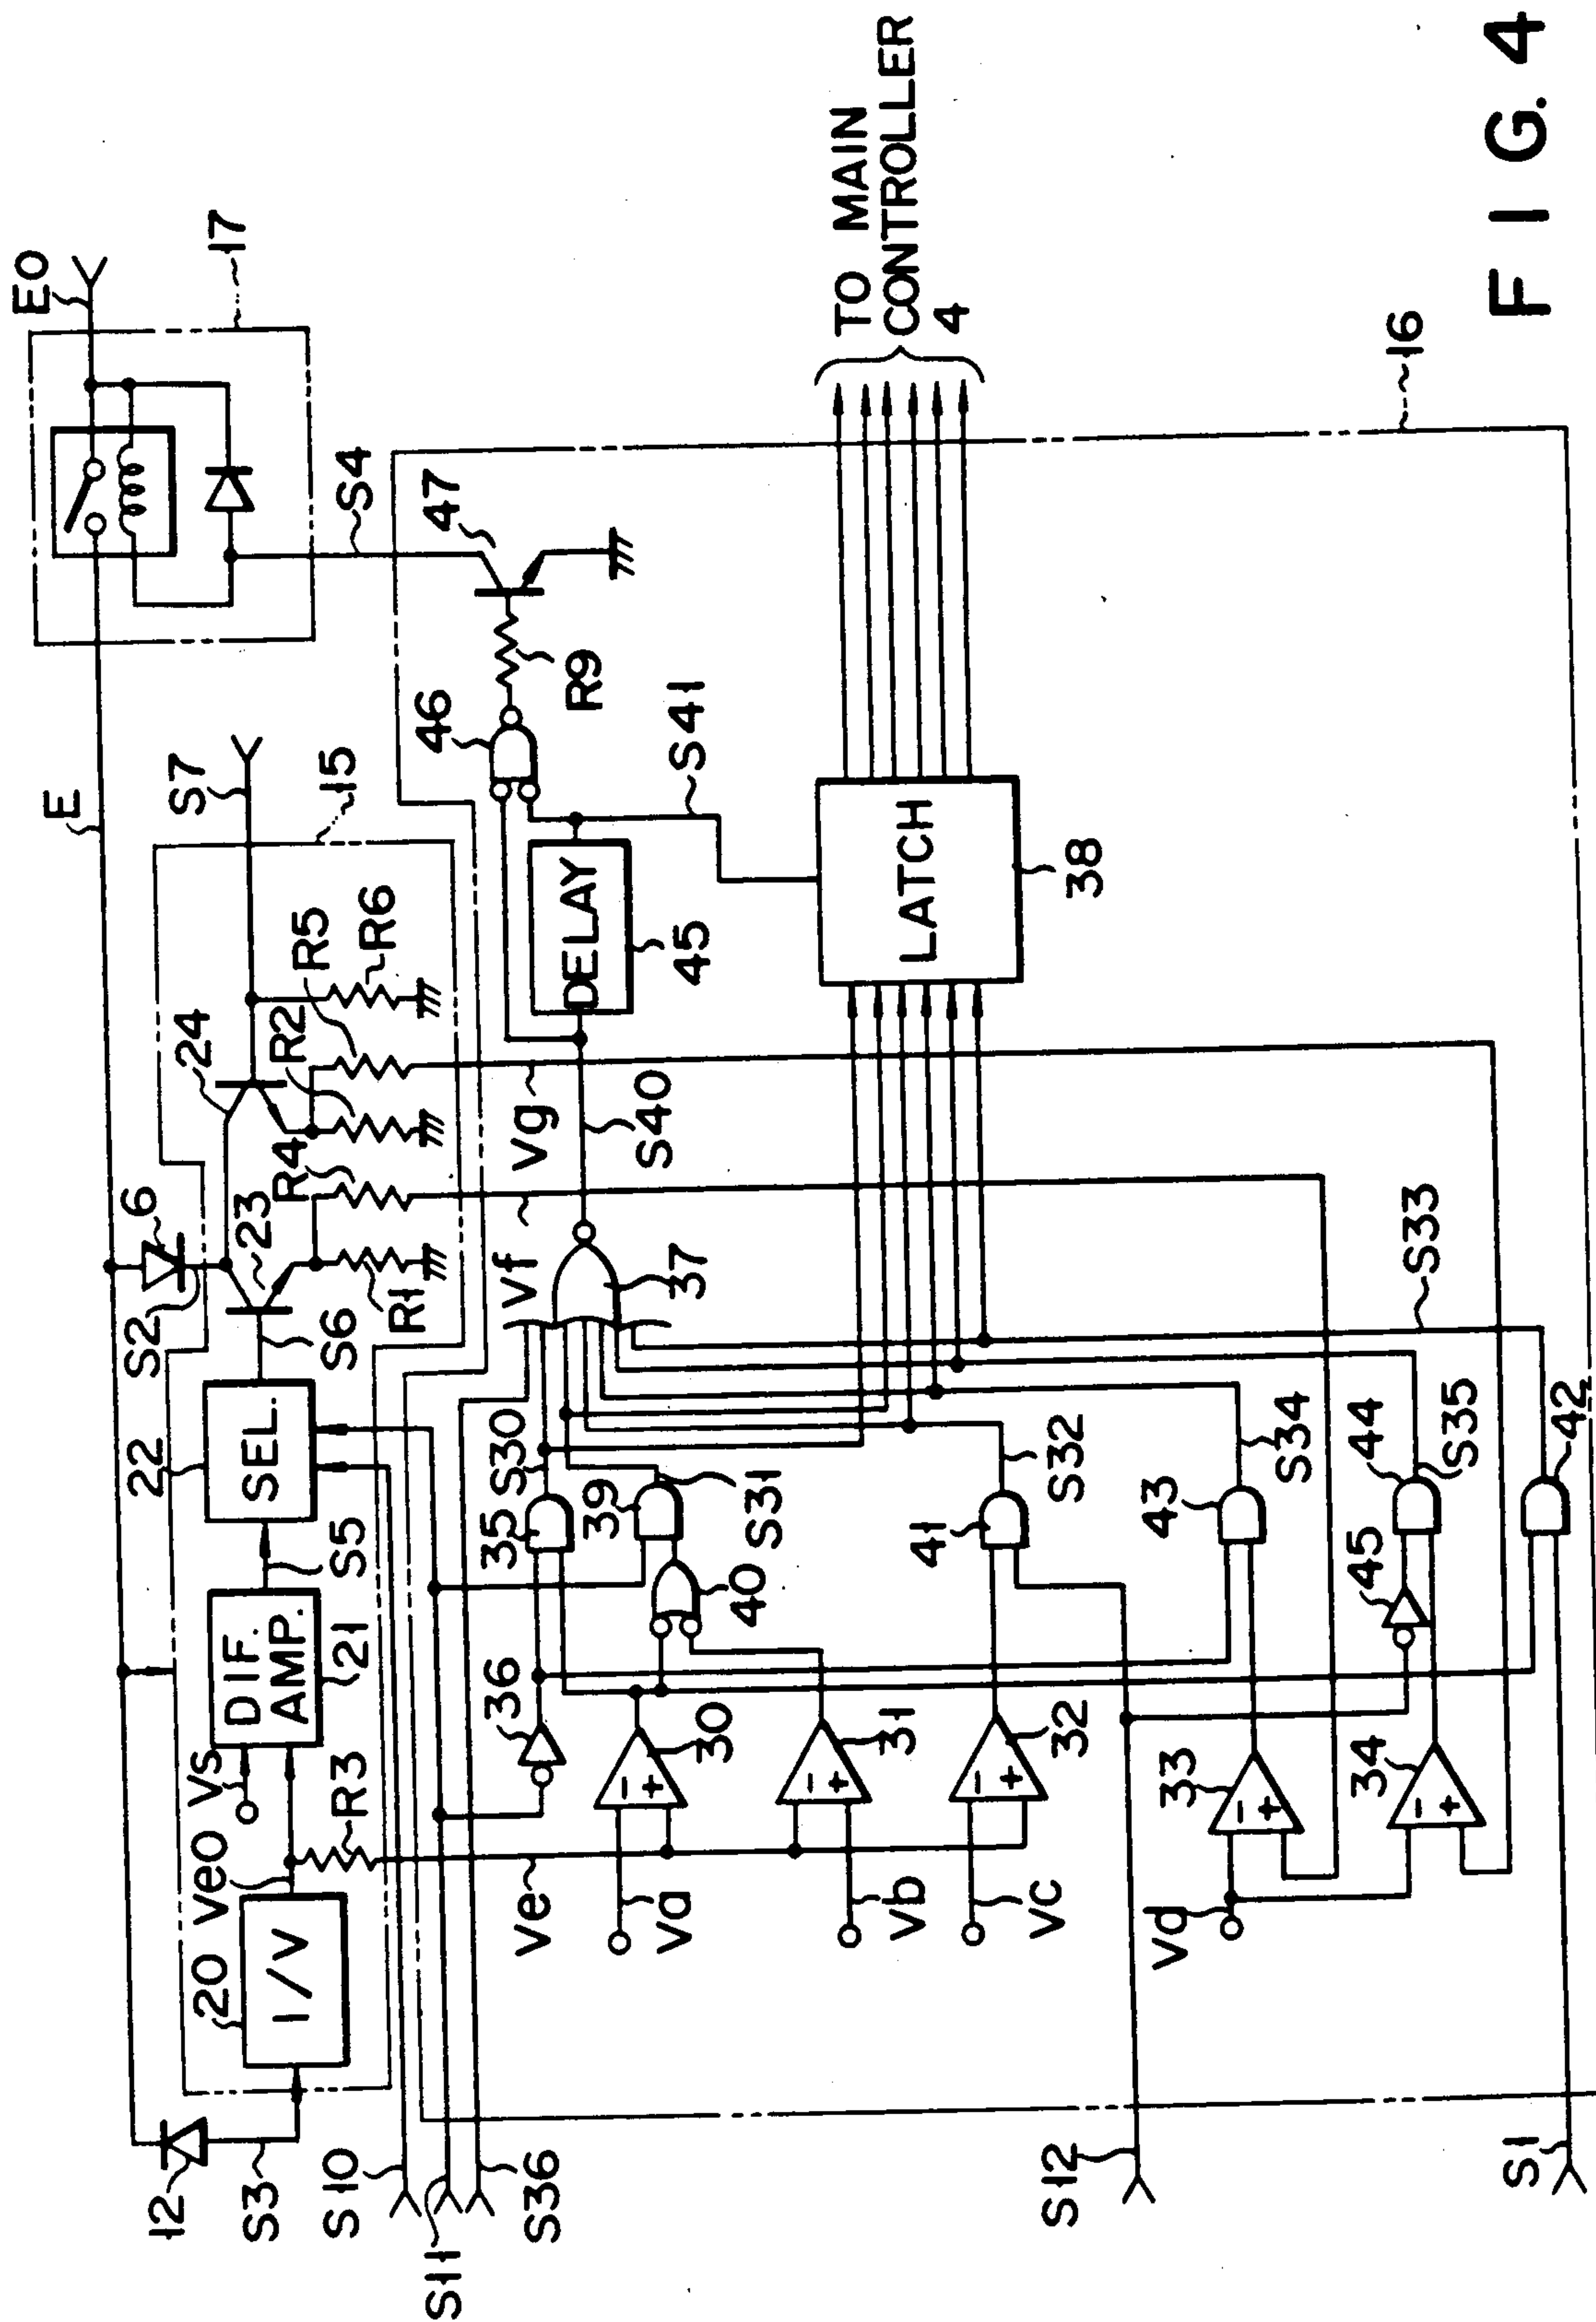 E
EO
17
12
S3
20
I/V
VeO
VS
DIF.
AMP.
21
S5
22
SEL.
S6
S2
6
23
R1
R4
24
R2
R5
R6
S7
15
R3
S10
S11
S36
Ve
Va
Vb
Vc
Vd
36
30
31
32
33
34
35
S30
39
S31
40
41
S32
43
S34
45
44
S35
42
S33
Vf
Vg
37
S40
DELAY
45
46
R9
47
S4
S41
LATCH
38
TO MAIN
CONTROLLER
4
16
S12
S1
FIG. 4